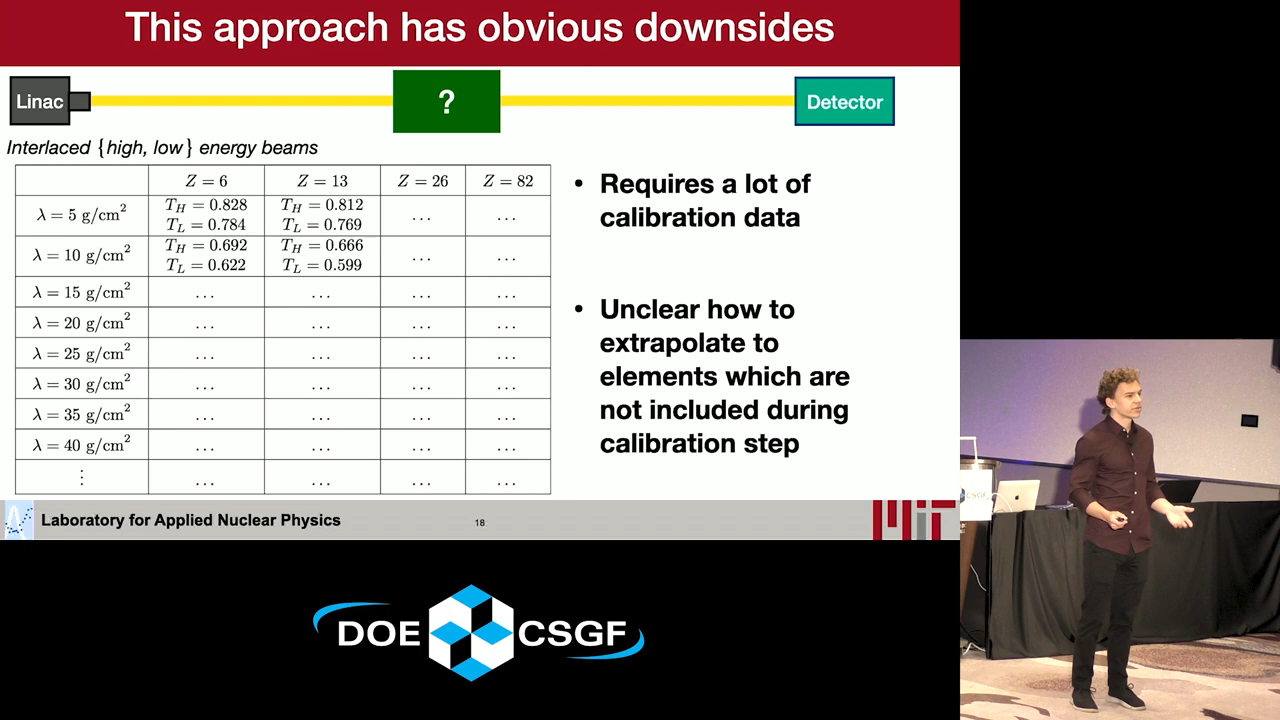 This approach has obvious downsides
Linac
?
Detector
Interlaced {high, low} energy beams
Z = 6 Z = 13 Z = 26 Z = 82
λ = 5 g/cm² T_H = 0.828 T_L = 0.784 T_H = 0.812 T_L = 0.769 ... ...
λ = 10 g/cm² T_H = 0.692 T_L = 0.622 T_H = 0.666 T_L = 0.599 ... ...
λ = 15 g/cm² ... ... ... ...
λ = 20 g/cm² ... ... ... ...
λ = 25 g/cm² ... ... ... ...
λ = 30 g/cm² ... ... ... ...
λ = 35 g/cm² ... ... ... ...
λ = 40 g/cm² ... ... ... ...
⋮ ... ... ... ...
• Requires a lot of
calibration data
• Unclear how to
extrapolate to
elements which are
not included during
calibration step
Laboratory for Applied Nuclear Physics
18
MIT
DOE CSGF
CSGF